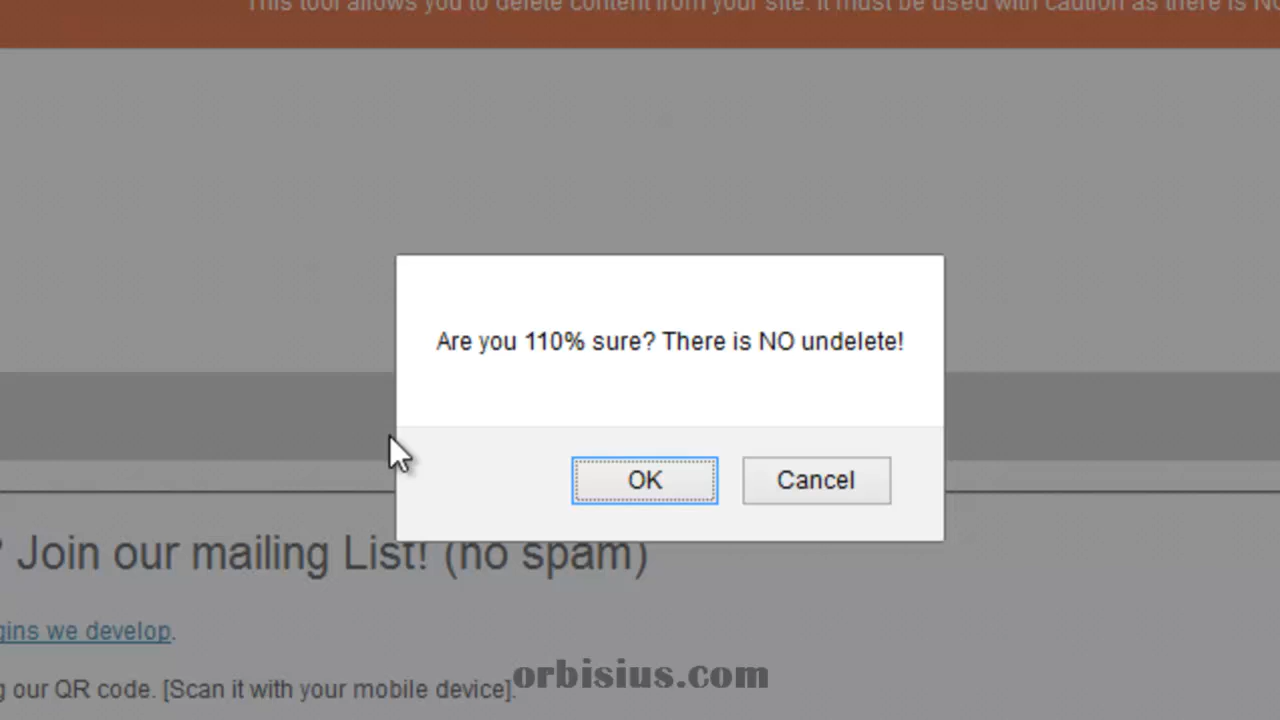 This tool allows you to delete content from your site. It must be used with caution as there is NO
Are you 110% sure? There is NO undelete!
OK Cancel
? Join our mailing List! (no spam)
gins we develop.
g our QR code. [Scan it with your mobile device].
orbisius.com